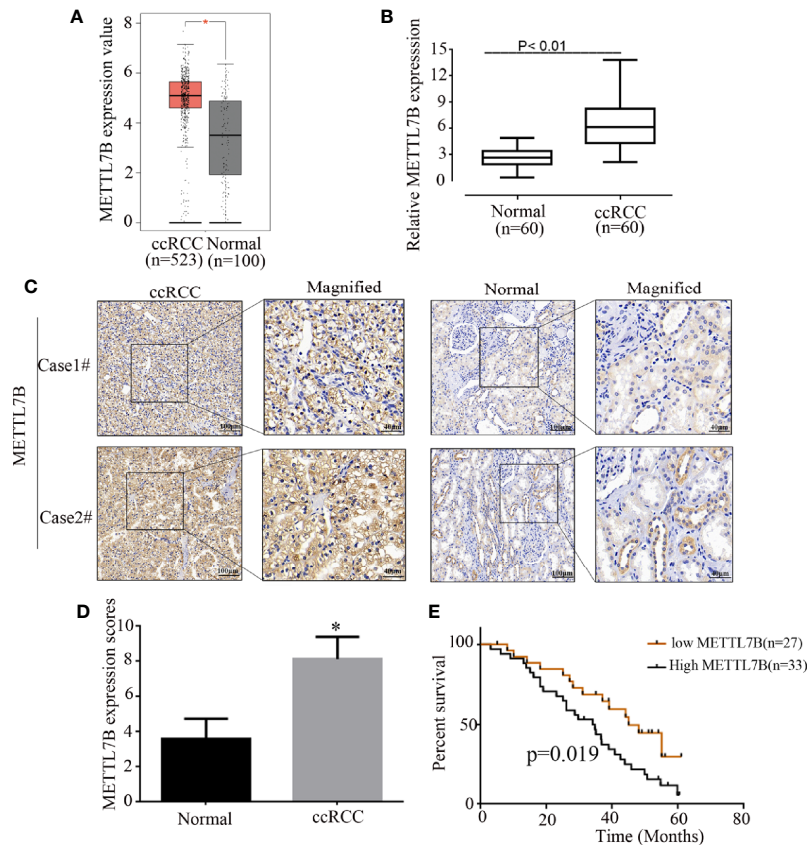 A
METTL7B expression value
8
6
4
2
0
*
ccRCC Normal
(n=523) (n=100)
B
Relative METTL7B expresssion
15
12
9
6
3
0
P< 0.01
Normal ccRCC
(n=60) (n=60)
C
ccRCC Magnified Normal Magnified
METTL7B
Case1#
100μm 40μm 100μm 40μm
Case2#
100μm 40μm 100μm 40μm
D
METTL7B expression scores
10
8
6
4
2
0
*
Normal ccRCC
E
Percent survival
100
50
0
low METTL7B(n=27)
High METTL7B(n=33)
p=0.019
0 20 40 60 80
Time (Months)